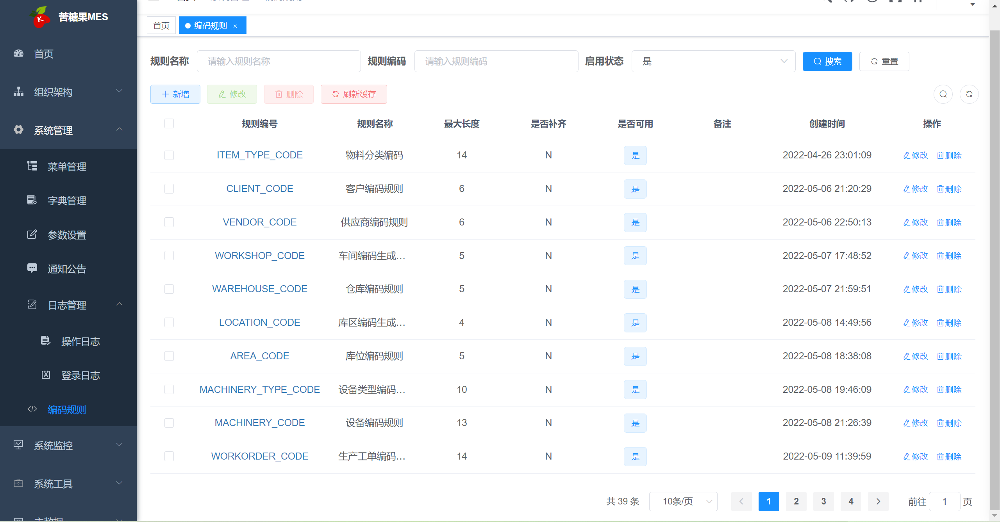 苦糖果MES
首页
组织架构
系统管理
菜单管理
字典管理
参数设置
通知公告
日志管理
操作日志
登录日志
编码规则
系统监控
系统工具
首页 编码规则 ×
规则名称 请输入规则名称 规则编码 请输入规则编码 启用状态 是 搜索 重置
新增 修改 删除 刷新缓存
规则编号 规则名称 最大长度 是否补齐 是否可用 备注 创建时间 操作
ITEM_TYPE_CODE 物料分类编码 14 N 是 2022-04-26 23:01:09 修改 删除
CLIENT_CODE 客户编码规则 6 N 是 2022-05-06 21:20:29 修改 删除
VENDOR_CODE 供应商编码规则 6 N 是 2022-05-06 22:50:13 修改 删除
WORKSHOP_CODE 车间编码生成... 5 N 是 2022-05-07 17:48:52 修改 删除
WAREHOUSE_CODE 仓库编码规则 5 N 是 2022-05-07 21:59:51 修改 删除
LOCATION_CODE 库区编码生成... 4 N 是 2022-05-08 14:49:56 修改 删除
AREA_CODE 库位编码规则 5 N 是 2022-05-08 18:38:08 修改 删除
MACHINERY_TYPE_CODE 设备类型编码... 10 N 是 2022-05-08 19:46:09 修改 删除
MACHINERY_CODE 设备编码规则 13 N 是 2022-05-08 21:26:39 修改 删除
WORKORDER_CODE 生产工单编码... 14 N 是 2022-05-09 11:39:59 修改 删除
共 39 条 10条/页 1 2 3 4 前往 1 页